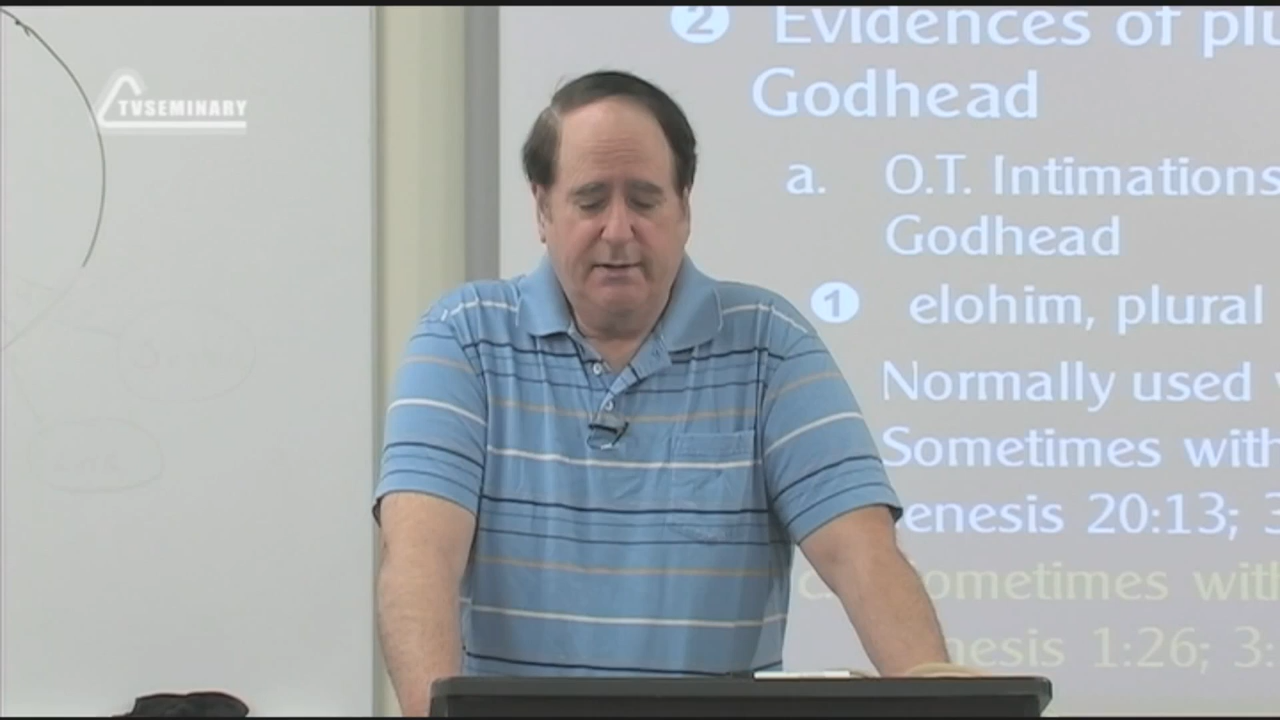 TVSEMINARY
2 Evidences of plu
Godhead
a. O.T. Intimations
Godhead
1 elohim, plural
Normally used
Sometimes with
enesis 20:13; 3
ometimes with
nesis 1:26; 3: